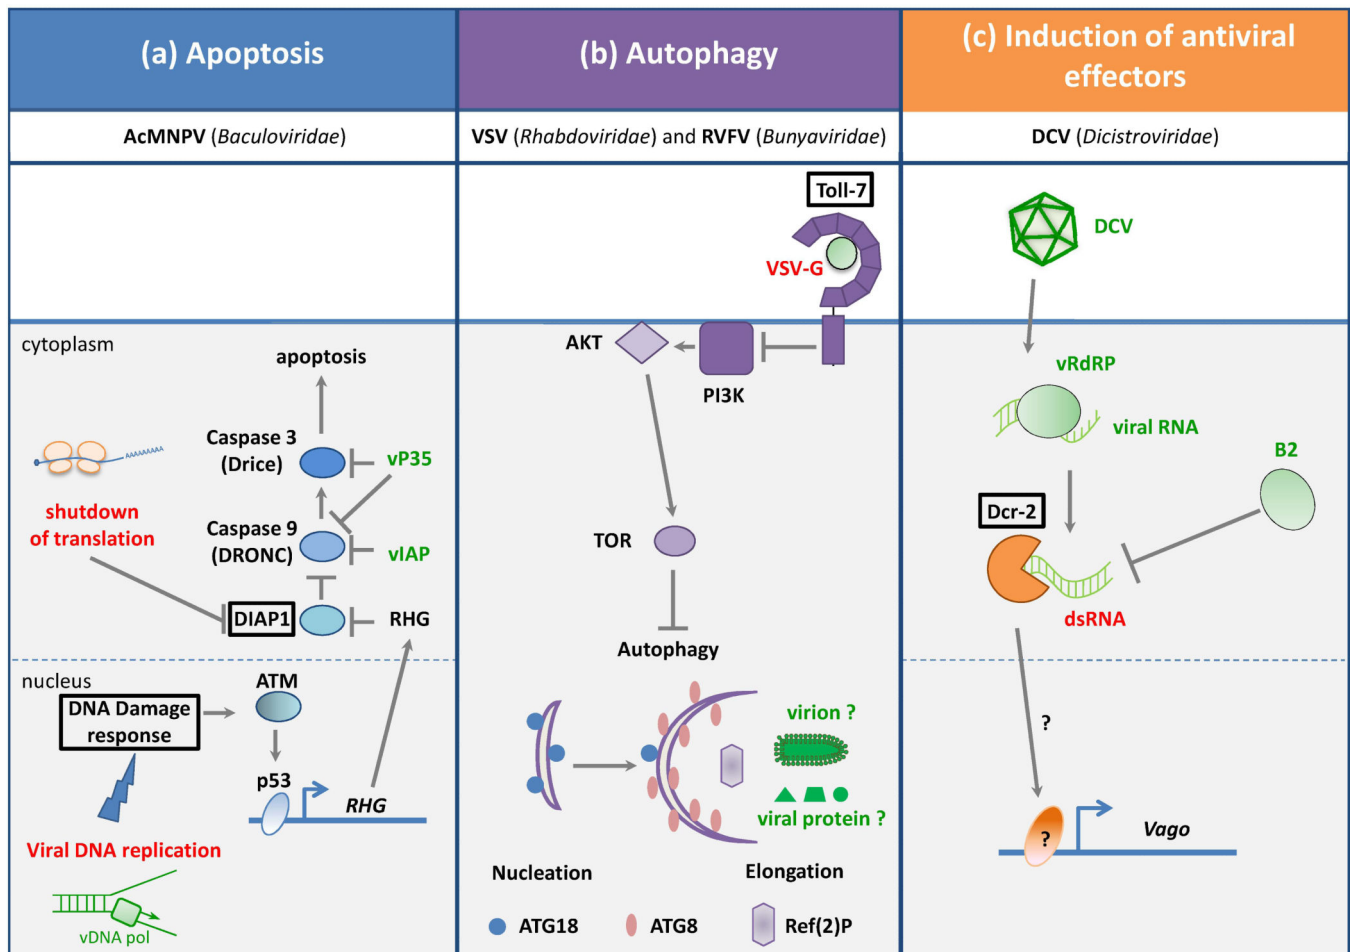 (a) Apoptosis
AcMNPV (Baculoviridae)
cytoplasm
apoptosis
Caspase 3
(Drice)
vP35
AAAAAAAA
shutdown
of translation
Caspase 9
(DRONC)
vIAP
DIAP1
RHG
nucleus
ATM
DNA Damage
response
p53
RHG
Viral DNA replication
vDNA pol
(b) Autophagy
VSV (Rhabdoviridae) and RVFV (Bunyaviridae)
Toll-7
VSV-G
AKT
PI3K
TOR
Autophagy
virion ?
viral protein ?
Nucleation
Elongation
ATG18
ATG8
Ref(2)P
(c) Induction of antiviral
effectors
DCV (Dicistroviridae)
DCV
vRdRP
viral RNA
B2
Dcr-2
dsRNA
?
?
Vago